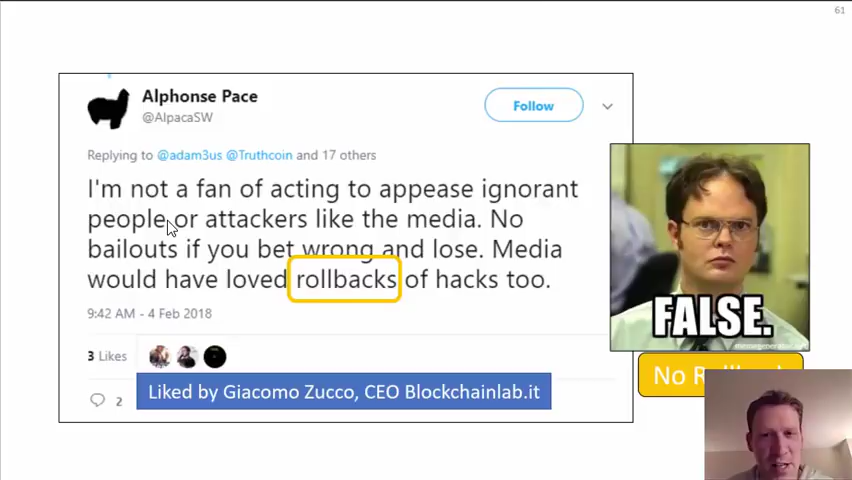 61
Alphonse Pace
@AlpacaSW
Follow
Replying to @adam3us @Truthcoin and 17 others
I'm not a fan of acting to appease ignorant
people or attackers like the media. No
bailouts if you bet wrong and lose. Media
would have loved rollbacks of hacks too.
9:42 AM - 4 Feb 2018
3 Likes
Liked by Giacomo Zucco, CEO Blockchainlab.it
2
FALSE.
No